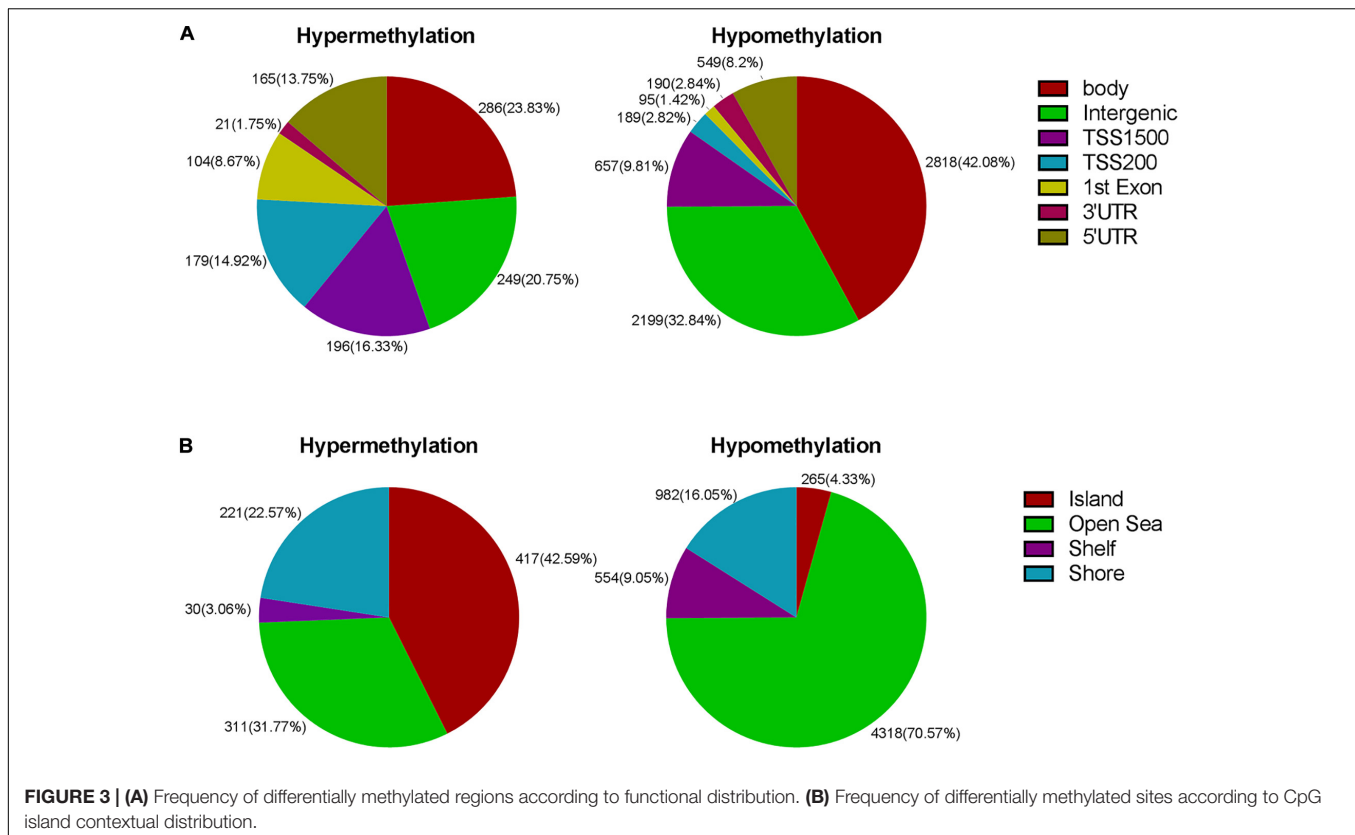 A
Hypermethylation
Hypomethylation
165(13.75%)
286(23.83%)
21(1.75%)
104(8.67%)
179(14.92%)
249(20.75%)
196(16.33%)
549(8.2%)
190(2.84%)
95(1.42%)
189(2.82%)
657(9.81%)
2818(42.08%)
2199(32.84%)
body
Intergenic
TSS1500
TSS200
1st Exon
3'UTR
5'UTR
B
Hypermethylation
Hypomethylation
221(22.57%)
417(42.59%)
30(3.06%)
311(31.77%)
265(4.33%)
982(16.05%)
554(9.05%)
4318(70.57%)
Island
Open Sea
Shelf
Shore
FIGURE 3 | (A) Frequency of differentially methylated regions according to functional distribution. (B) Frequency of differentially methylated sites according to CpG
island contextual distribution.